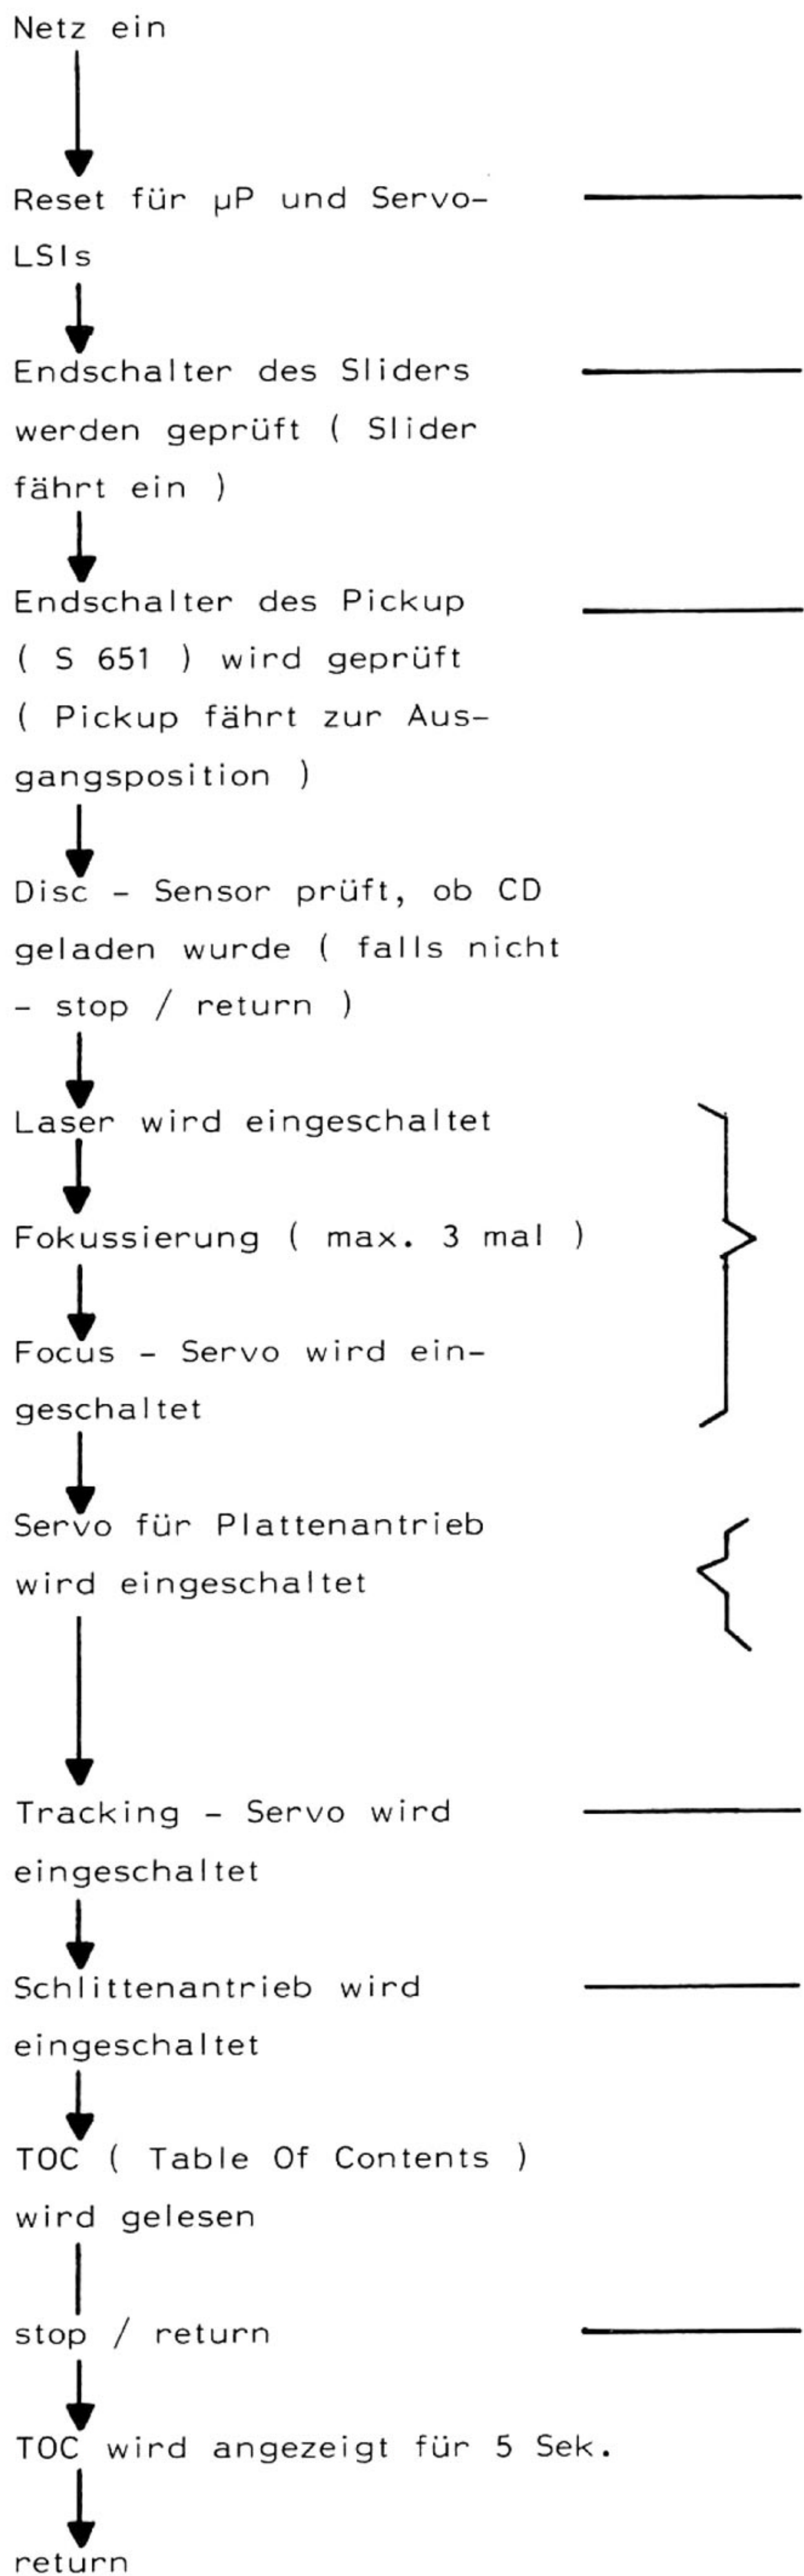 Netz ein
Reset für µP und Servo-
LSIs
Endschalter des Sliders
werden geprüft ( Slider
fährt ein )
Endschalter des Pickup
( S 651 ) wird geprüft
( Pickup fährt zur Aus-
gangsposition )
Disc - Sensor prüft, ob CD
geladen wurde ( falls nicht
- stop / return )
Laser wird eingeschaltet
Fokussierung ( max. 3 mal )
Focus - Servo wird ein-
geschaltet
Servo für Plattenantrieb
wird eingeschaltet
Tracking - Servo wird
eingeschaltet
Schlittenantrieb wird
eingeschaltet
TOC ( Table Of Contents )
wird gelesen
stop / return
TOC wird angezeigt für 5 Sek.
return